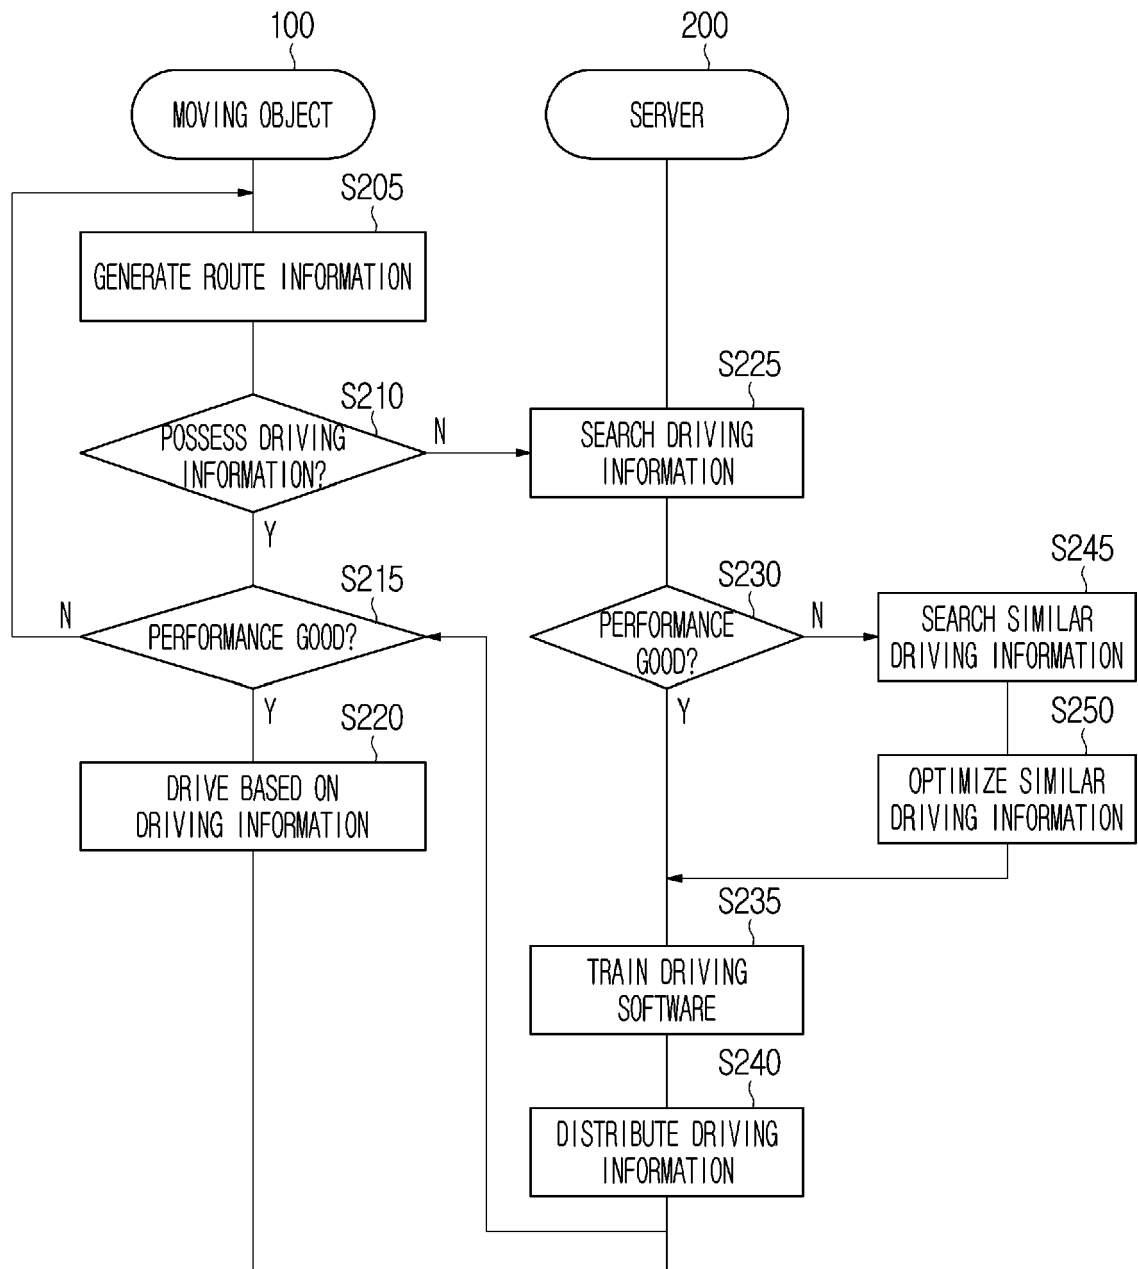 100
200
MOVING OBJECT
SERVER
S205
GENERATE ROUTE INFORMATION
S210
POSSESS DRIVING
INFORMATION?
N
Y
S225
SEARCH DRIVING
INFORMATION
S215
PERFORMANCE GOOD?
N
Y
S230
PERFORMANCE
GOOD?
N
Y
S245
SEARCH SIMILAR
DRIVING INFORMATION
S220
DRIVE BASED ON
DRIVING INFORMATION
S250
OPTIMIZE SIMILAR
DRIVING INFORMATION
S235
TRAIN DRIVING
SOFTWARE
S240
DISTRIBUTE DRIVING
INFORMATION